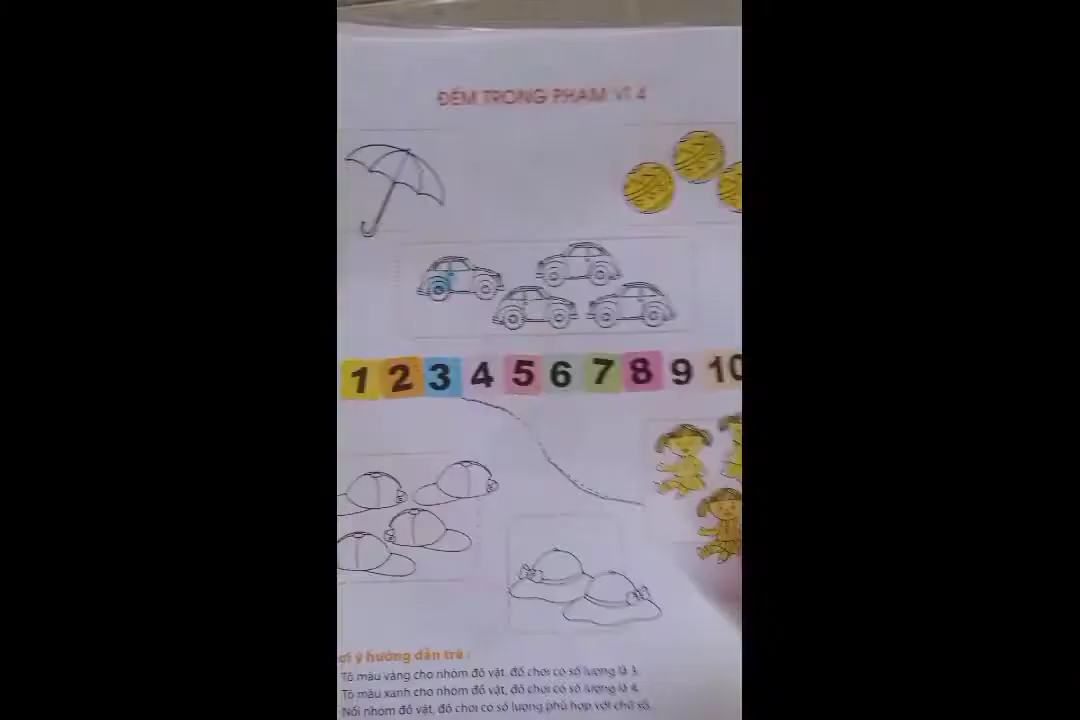 ĐẾM TRONG PHẠM VI 4
1 2 3 4 5 6 7 8 9 10
ợi ý hướng dẫn trẻ :
Tô màu vàng cho nhóm đồ vật, đồ chơi có số lượng là 3.
Tô màu xanh cho nhóm đồ vật, đồ chơi có số lượng là 4.
Nối nhóm đồ vật, đồ chơi có số lượng phù hợp với chữ số.